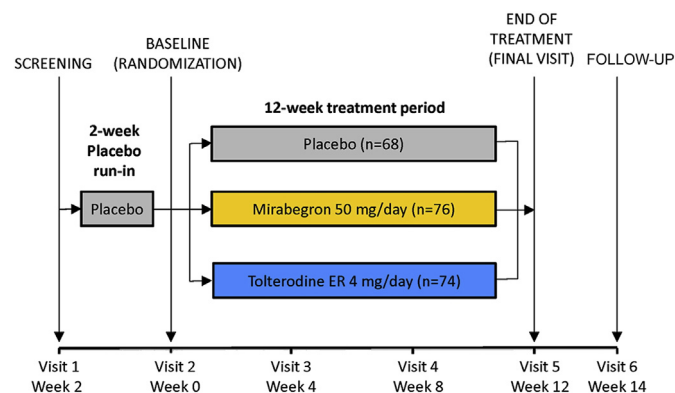 SCREENING
BASELINE
(RANDOMIZATION)
END OF
TREATMENT
(FINAL VISIT)
FOLLOW-UP
12-week treatment period
2-week
Placebo
run-in
Placebo
Placebo (n=68)
Mirabegron 50 mg/day (n=76)
Tolterodine ER 4 mg/day (n=74)
Visit 1
Week 2
Visit 2
Week 0
Visit 3
Week 4
Visit 4
Week 8
Visit 5
Week 12
Visit 6
Week 14